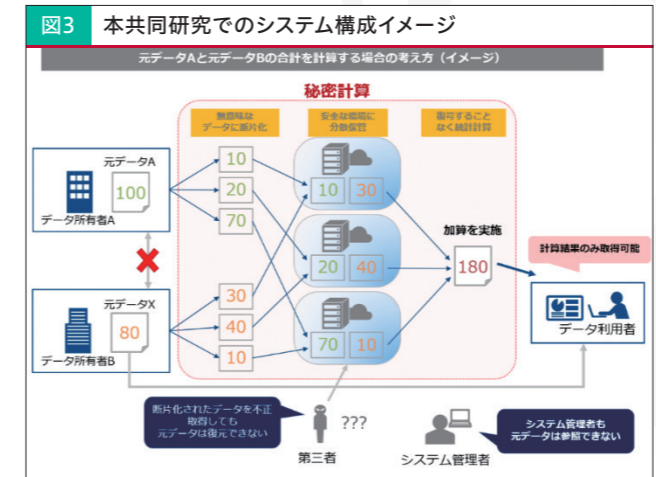 図3 本共同研究でのシステム構成イメージ
元データAと元データBの合計を計算する場合の考え方（イメージ）
秘密計算
無意味な
データに断片化
安全な環境に
分散保管
復号すること
なく統計計算
元データA
100
データ所有者A
10
20
70
10 30
20 40
70 10
加算を実施
180
計算結果のみ取得可能
データ利用者
元データX
80
データ所有者B
30
40
10
断片化されたデータを不正
取得しても
元データは復元できない
???
第三者
システム管理者
システム管理者も
元データは参照できない